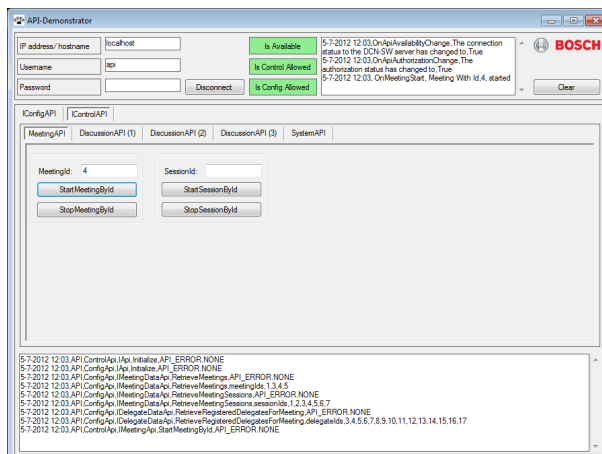 API-Demonstrator
IP address/ hostname
localhost
Is Available
5-7-2012 12:03,OnApiAvailabilityChange,The connection
status to the DCN-SW server has changed to,True
5-7-2012 12:03,OnApiAuthorizationChange,The
authorization status has changed to,True
5-7-2012 12:03, OnMeetingStart, Meeting With Id,4, started
BOSCH
Username
api
Is Control Allowed
Password
Disconnect
Is Config Allowed
Clear
IConfigAPI
IControlAPI
MeetingAPI
DiscussionAPI (1)
DiscussionAPI (2)
DiscussionAPI (3)
SystemAPI
MeetingId:
4
SessionId:
StartMeetingById
StartSessionById
StopMeetingById
StopSessionById
5-7-2012 12:03,API,ControlApi,IApi,Initialize,API_ERROR.NONE
5-7-2012 12:03,API,ConfigApi,IApi,Initialize,API_ERROR.NONE
5-7-2012 12:03,API,ConfigApi,IMeetingDataApi,RetrieveMeetings,API_ERROR.NONE
5-7-2012 12:03,API,ConfigApi,IMeetingDataApi,RetrieveMeetings,meetingIds,1,3,4,5
5-7-2012 12:03,API,ConfigApi,IMeetingDataApi,RetrieveMeetingSessions,API_ERROR.NONE
5-7-2012 12:03,API,ConfigApi,IMeetingDataApi,RetrieveMeetingSessions,sessionIds,1,2,3,4,5,6,7
5-7-2012 12:03,API,ConfigApi,IDelegateDataApi,RetrieveRegisteredDelegatesForMeeting,API_ERROR.NONE
5-7-2012 12:03,API,ConfigApi,IDelegateDataApi,RetrieveRegisteredDelegatesForMeeting,delegateIds,3,4,5,6,7,8,9,10,11,12,13,14,15,16,17
5-7-2012 12:03,API,ControlApi,IMeetingApi,StartMeetingById,API_ERROR.NONE